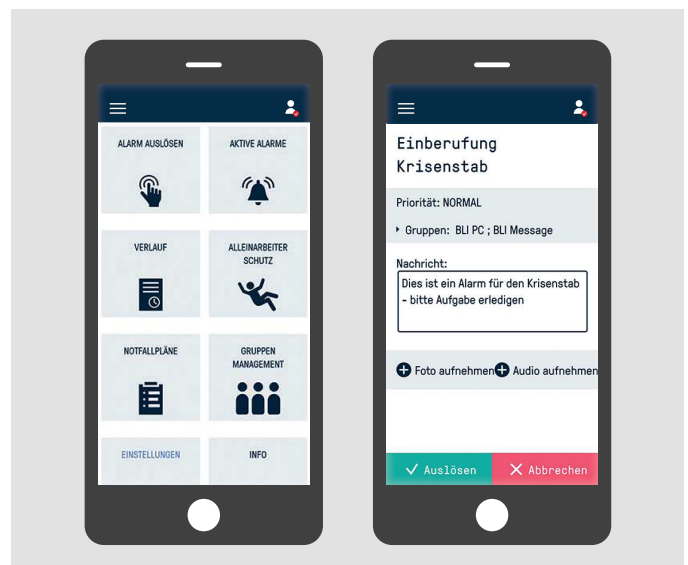 ALARM AUSLÖSEN
AKTIVE ALARME
VERLAUF
ALLEINARBEITER
SCHUTZ
NOTFALLPLÄNE
GRUPPEN
MANAGEMENT
EINSTELLUNGEN
INFO
Einberufung
Krisenstab
Priorität: NORMAL
Gruppen: BLI PC ; BLI Message
Nachricht:
Dies ist ein Alarm für den Krisenstab
- bitte Aufgabe erledigen
Foto aufnehmen
Audio aufnehmen
Auslösen
Abbrechen